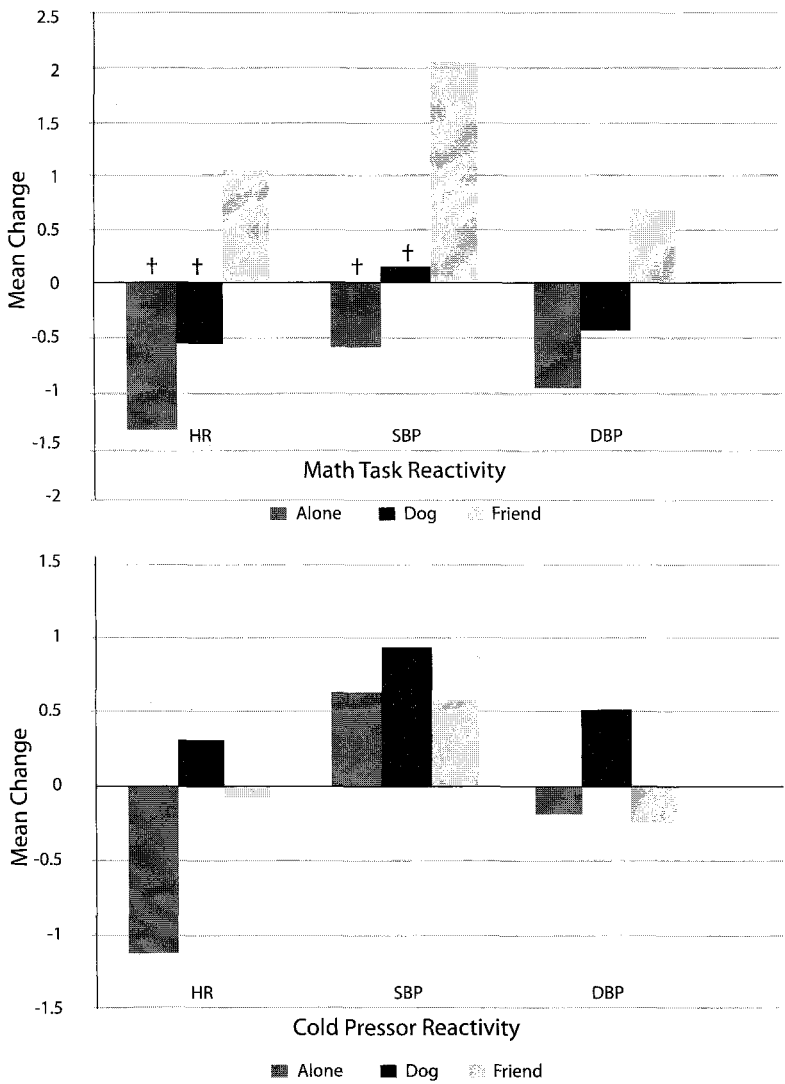 2.5
2
1.5
1
0.5
0
-0.5
-1
-1.5
-2
Mean Change
† †
† †
HR SBP DBP
Math Task Reactivity
Alone Dog Friend
1.5
1
0.5
0
-0.5
-1
-1.5
Mean Change
HR SBP DBP
Cold Pressor Reactivity
Alone Dog Friend